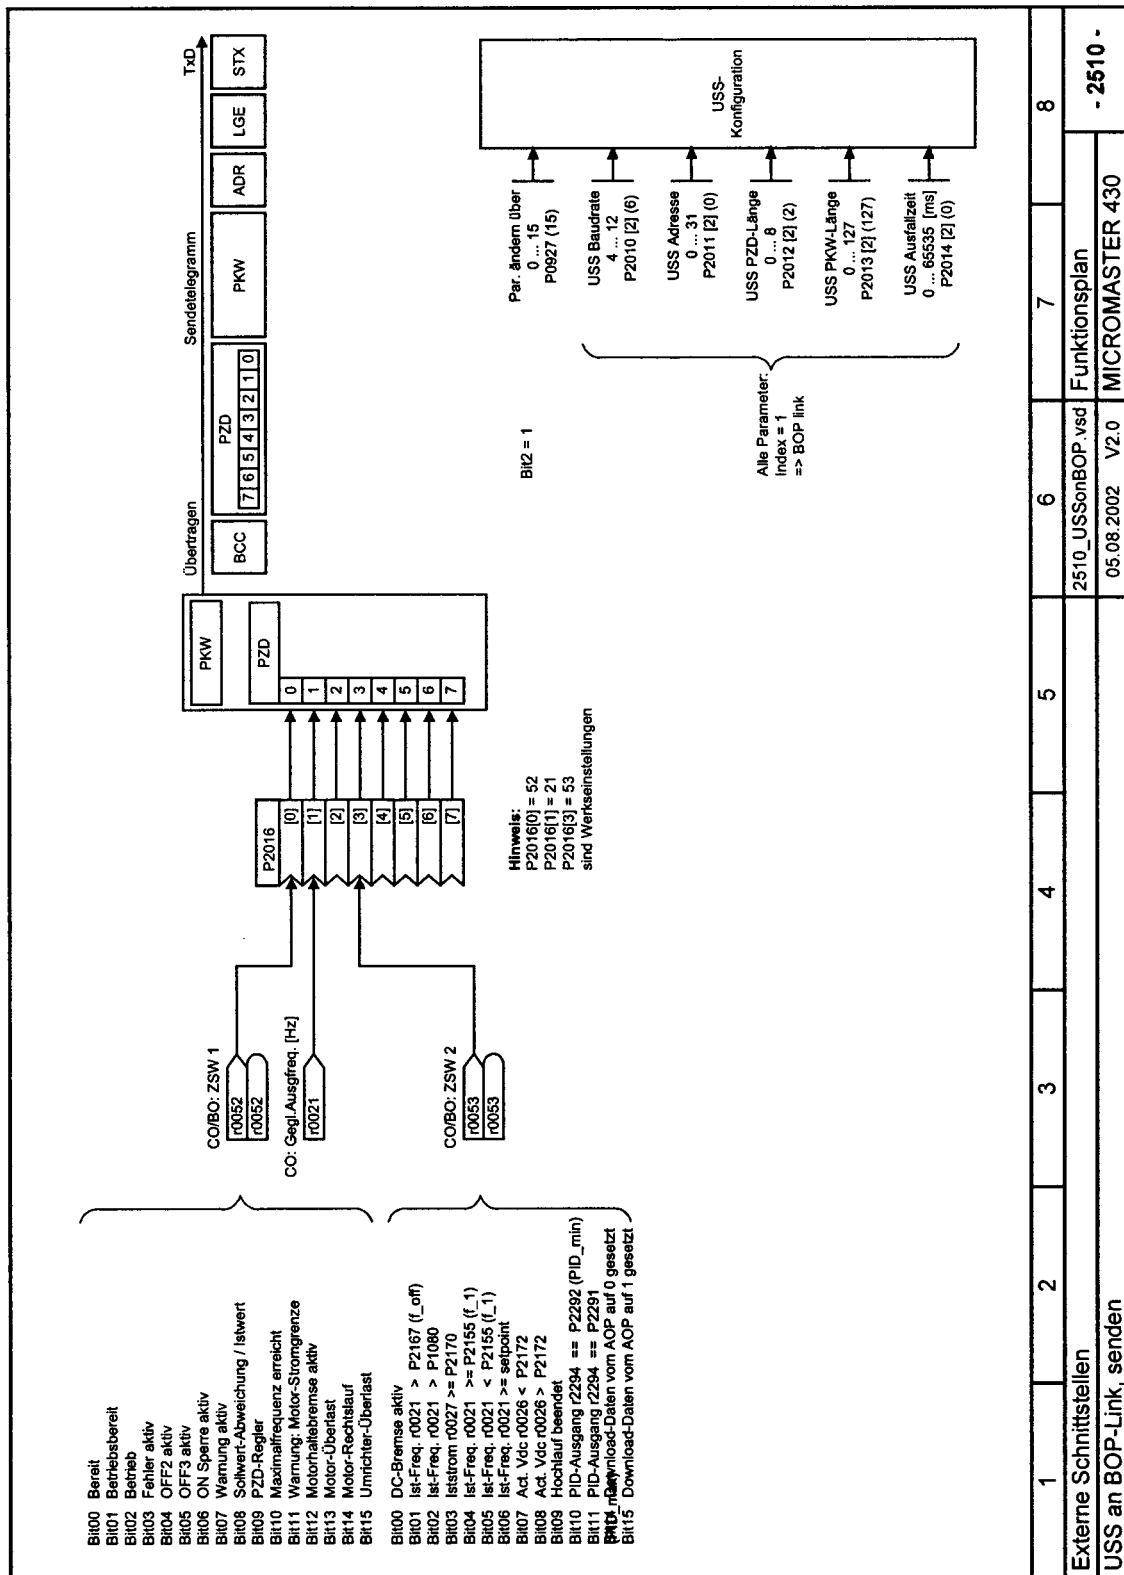 Bit00 Bereit
Bit01 Betriebsbereit
Bit02 Betrieb
Bit03 Fehler aktiv
Bit04 OFF2 aktiv
Bit05 OFF3 aktiv
Bit06 ON Sperre aktiv
Bit07 Warnung aktiv
Bit08 Sollwert-Abweichung / Istwert
Bit09 PZD-Regler
Bit10 Maximalfrequenz erreicht
Bit11 Warnung: Motor-Stromgrenze
Bit12 Motorhaltebremse aktiv
Bit13 Motor-Überlast
Bit14 Motor-Rechtslauf
Bit15 Umrichter-Überlast
Bit00 DC-Bremse aktiv
Bit01 Ist-Freq. r0021 > P2167 (f_off)
Bit02 Ist-Freq. r0021 > P1080
Bit03 Iststrom r0027 >= P2170
Bit04 Ist-Freq. r0021 >= P2155 (f_1)
Bit05 Ist-Freq. r0021 < P2155 (f_1)
Bit06 Ist-Freq. r0021 >= setpoint
Bit07 Act. Vdc r0026 < P2172
Bit08 Act. Vdc r0026 > P2172
Bit09 Hochlauf beendet
Bit10 PID-Ausgang r2294 == P2292 (PID_min)
Bit11 PID-Ausgang r2294 == P2291
Download-Daten vom AOP auf 0 gesetzt
Bit15 Download-Daten vom AOP auf 1 gesetzt
CO/BO: ZSW 1
r0052
r0052
CO: Gegl.Ausgfreq. [Hz]
r0021
CO/BO: ZSW 2
r0053
r0053
P2016
[0]
[1]
[2]
[3]
[4]
[5]
[6]
[7]
Hinweis:
P2016[0] = 52
P2016[1] = 21
P2016[3] = 53
sind Werkseinstellungen
PKW
PZD
0
1
2
3
4
5
6
7
Übertragen Sendetelegramm TxD
BCC
PZD
7 6 5 4 3 2 1 0
PKW
ADR
LGE
STX
Bit2 = 1
Alle Parameter:
Index = 1
=> BOP link
Par. ändern über
0 ... 15
P0927 (15)
USS Baudrate
4 ... 12
P2010 [2] (6)
USS Adresse
0 ... 31
P2011 [2] (0)
USS PZD-Länge
0 ... 8
P2012 [2] (2)
USS PKW-Länge
0 ... 127
P2013 [2] (127)
USS Ausfallzeit
0 ... 65535 [ms]
P2014 [2] (0)
USS-
Konfiguration
1 2 3 4 5 6 7 8
Externe Schnittstellen 2510_USSonBOP.vsd Funktionsplan - 2510 -
USS an BOP-Link, senden 05.08.2002 V2.0 MICROMASTER 430